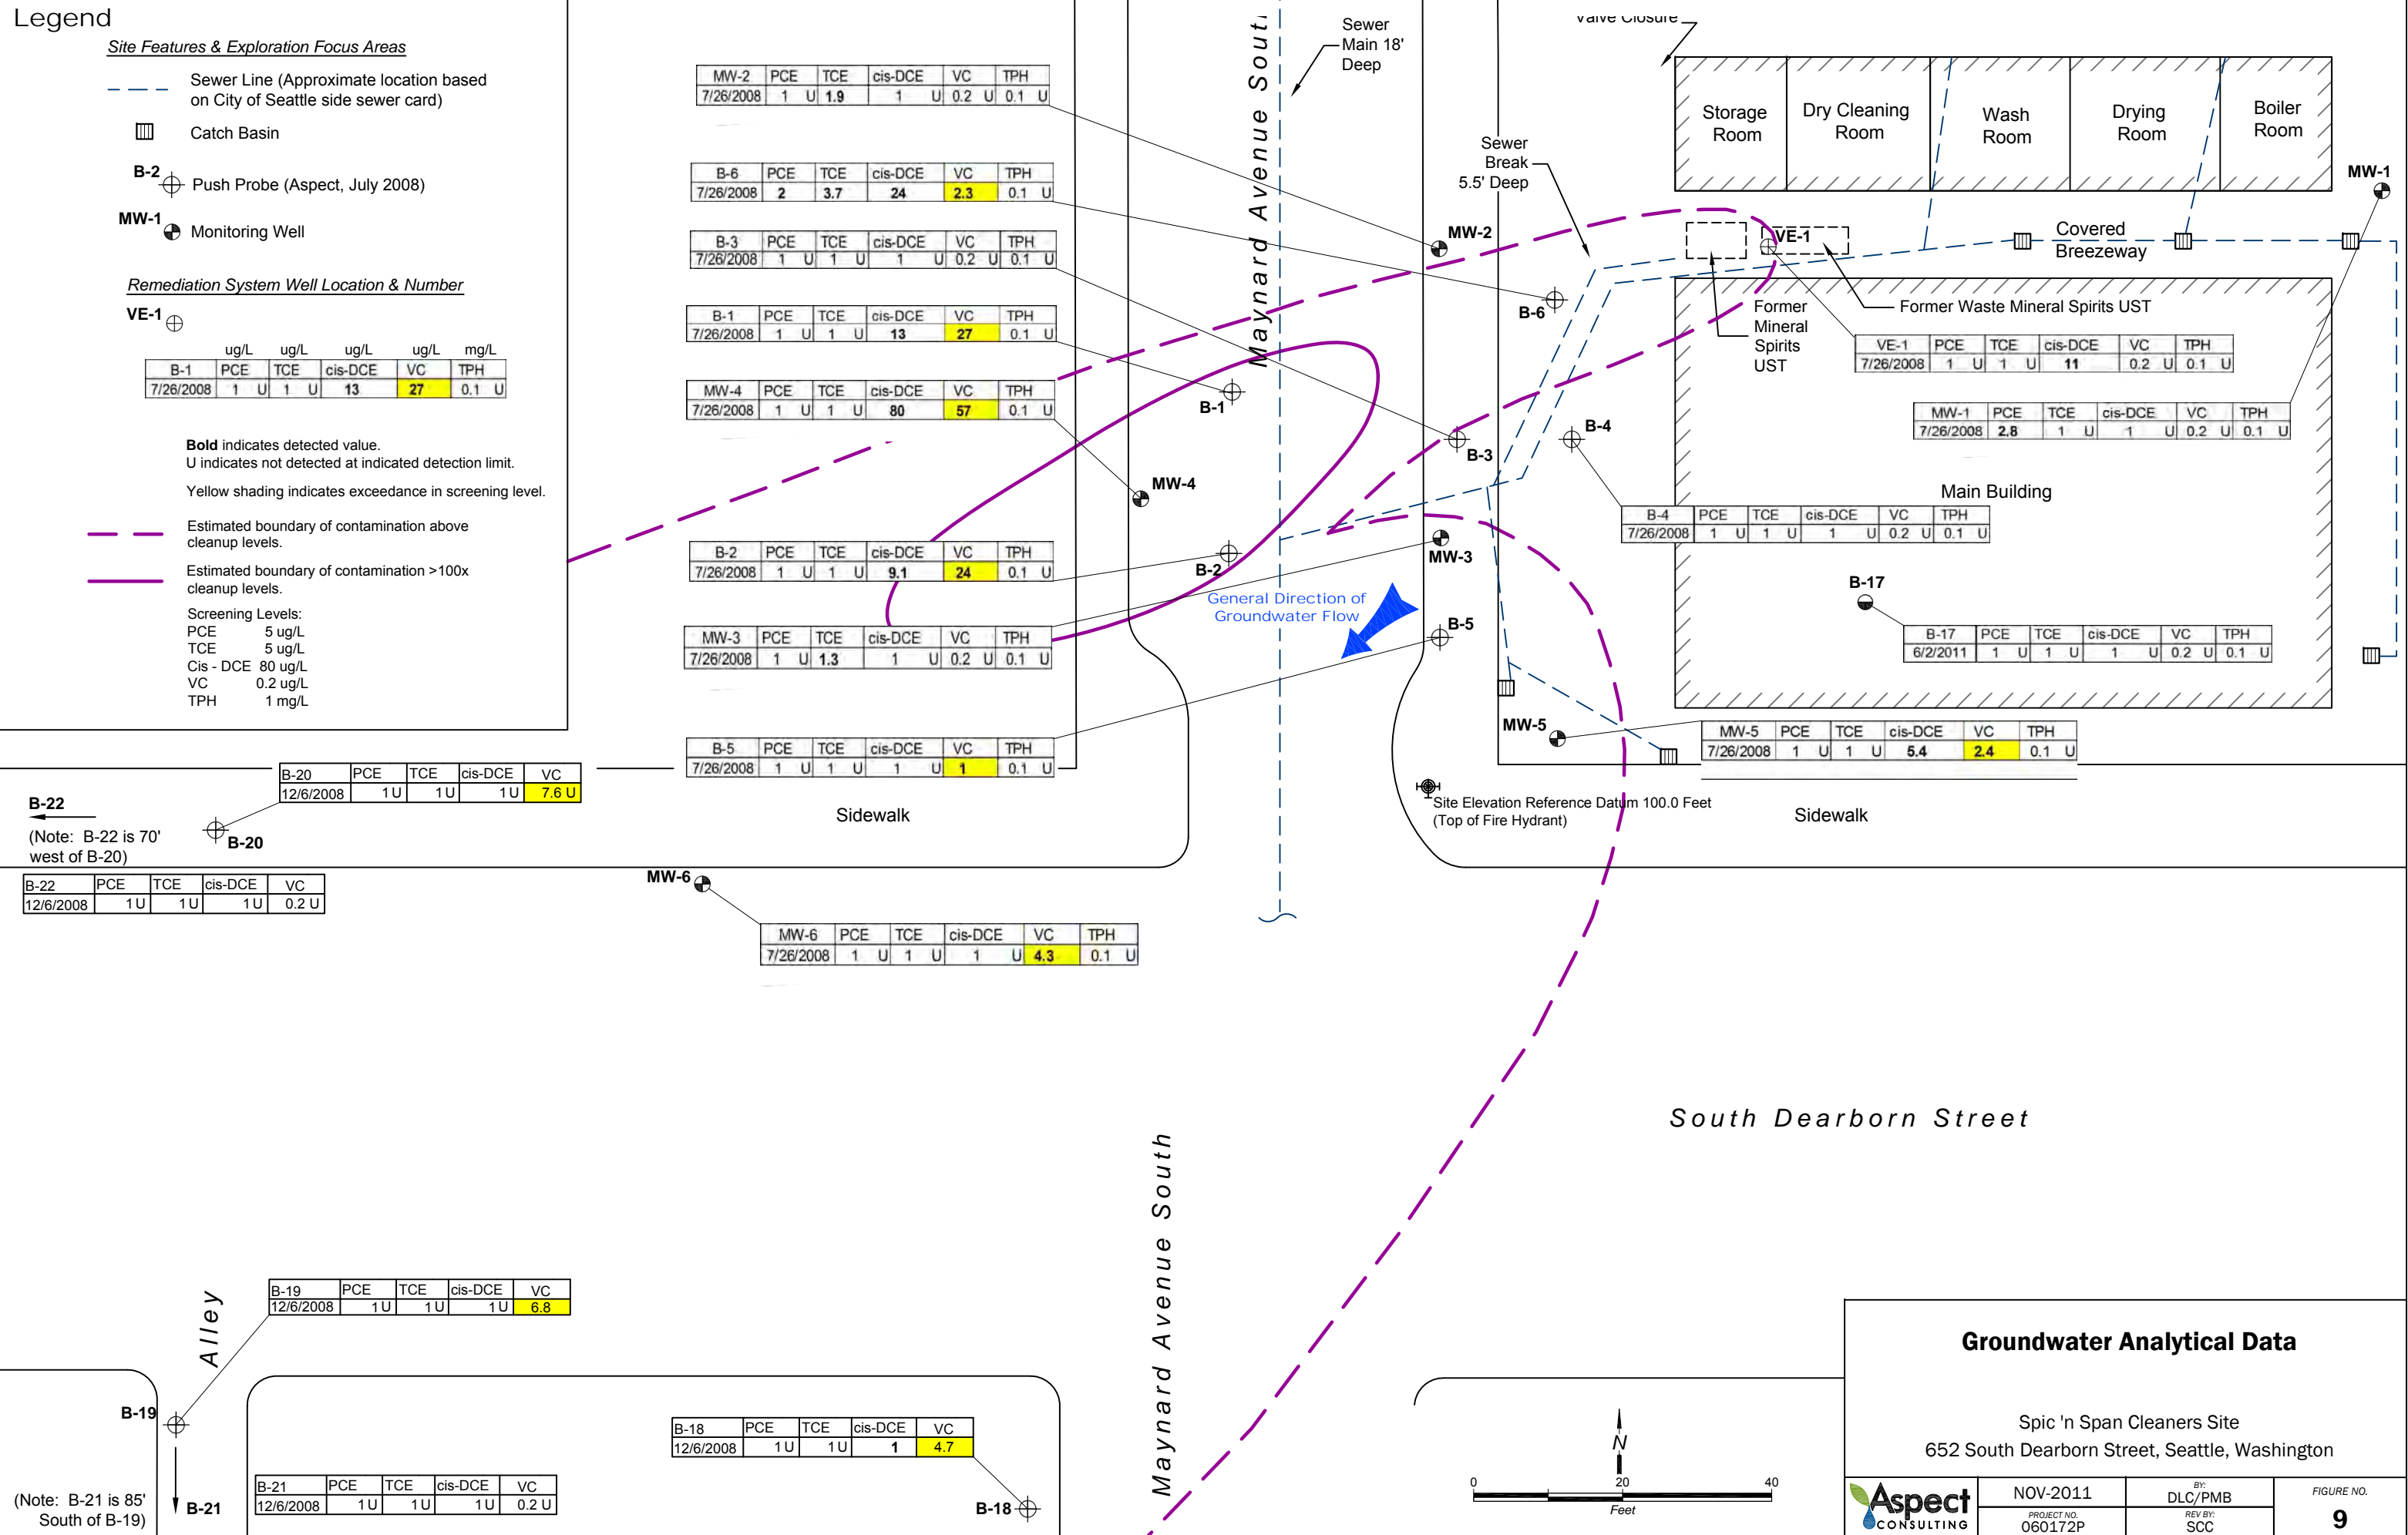 Legend
Site Features & Exploration Focus Areas
Sewer Line (Approximate location based
on City of Seattle side sewer card)
Catch Basin
B-2
Push Probe (Aspect, July 2008)
MW-1
Monitoring Well
Remediation System Well Location & Number
VE-1
ug/L ug/L ug/L ug/L mg/L
B-1 PCE TCE cis-DCE VC TPH
7/26/2008 1 U 1 U 13 27 0.1 U
Bold indicates detected value.
U indicates not detected at indicated detection limit.
Yellow shading indicates exceedance in screening level.
Estimated boundary of contamination above
cleanup levels.
Estimated boundary of contamination >100x
cleanup levels.
Screening Levels:
PCE 5 ug/L
TCE 5 ug/L
Cis - DCE 80 ug/L
VC 0.2 ug/L
TPH 1 mg/L
MW-2 PCE TCE cis-DCE VC TPH
7/26/2008 1 U 1.9 1 U 0.2 U 0.1 U
B-6 PCE TCE cis-DCE VC TPH
7/26/2008 2 3.7 24 2.3 0.1 U
B-3 PCE TCE cis-DCE VC TPH
7/26/2008 1 U 1 U 1 U 0.2 U 0.1 U
B-1 PCE TCE cis-DCE VC TPH
7/26/2008 1 U 1 U 13 27 0.1 U
MW-4 PCE TCE cis-DCE VC TPH
7/26/2008 1 U 1 U 80 57 0.1 U
B-2 PCE TCE cis-DCE VC TPH
7/26/2008 1 U 1 U 9.1 24 0.1 U
MW-3 PCE TCE cis-DCE VC TPH
7/26/2008 1 U 1.3 1 U 0.2 U 0.1 U
B-5 PCE TCE cis-DCE VC TPH
7/26/2008 1 U 1 U 1 U 1 0.1 U
Sidewalk
Maynard Avenue South
Sewer
Main 18'
Deep
Valve Closure
Storage
Room
Dry Cleaning
Room
Wash
Room
Drying
Room
Boiler
Room
Sewer
Break
5.5' Deep
MW-1
MW-2
VE-1
Covered
Breezeway
B-6
Former
Mineral
Spirits
UST
Former Waste Mineral Spirits UST
VE-1 PCE TCE cis-DCE VC TPH
7/26/2008 1 U 1 U 11 0.2 U 0.1 U
MW-1 PCE TCE cis-DCE VC TPH
7/26/2008 2.8 1 U 1 U 0.2 U 0.1 U
B-1
B-3
B-4
MW-4
Main Building
B-4 PCE TCE cis-DCE VC TPH
7/26/2008 1 U 1 U 1 U 0.2 U 0.1 U
B-2
MW-3
General Direction of
Groundwater Flow
B-5
B-17
B-17 PCE TCE cis-DCE VC TPH
6/2/2011 1 U 1 U 1 U 0.2 U 0.1 U
MW-5
MW-5 PCE TCE cis-DCE VC TPH
7/26/2008 1 U 1 U 5.4 2.4 0.1 U
Site Elevation Reference Datum 100.0 Feet
(Top of Fire Hydrant)
Sidewalk
B-20 PCE TCE cis-DCE VC
12/6/2008 1 U 1 U 1 U 7.6 U
B-22
(Note: B-22 is 70'
west of B-20)
B-20
B-22 PCE TCE cis-DCE VC
12/6/2008 1 U 1 U 1 U 0.2 U
MW-6
MW-6 PCE TCE cis-DCE VC TPH
7/26/2008 1 U 1 U 1 U 4.3 0.1 U
South Dearborn Street
Maynard Avenue South
Alley
B-19 PCE TCE cis-DCE VC
12/6/2008 1 U 1 U 1 U 6.8
B-19
(Note: B-21 is 85'
South of B-19)
B-21
B-21 PCE TCE cis-DCE VC
12/6/2008 1 U 1 U 1 U 0.2 U
B-18 PCE TCE cis-DCE VC
12/6/2008 1 U 1 U 1 4.7
B-18
N
0 20 40
Feet
Groundwater Analytical Data
Spic 'n Span Cleaners Site
652 South Dearborn Street, Seattle, Washington
Aspect
CONSULTING
NOV-2011
PROJECT NO.
060172P
BY:
DLC/PMB
REV BY:
SCC
FIGURE NO.
9